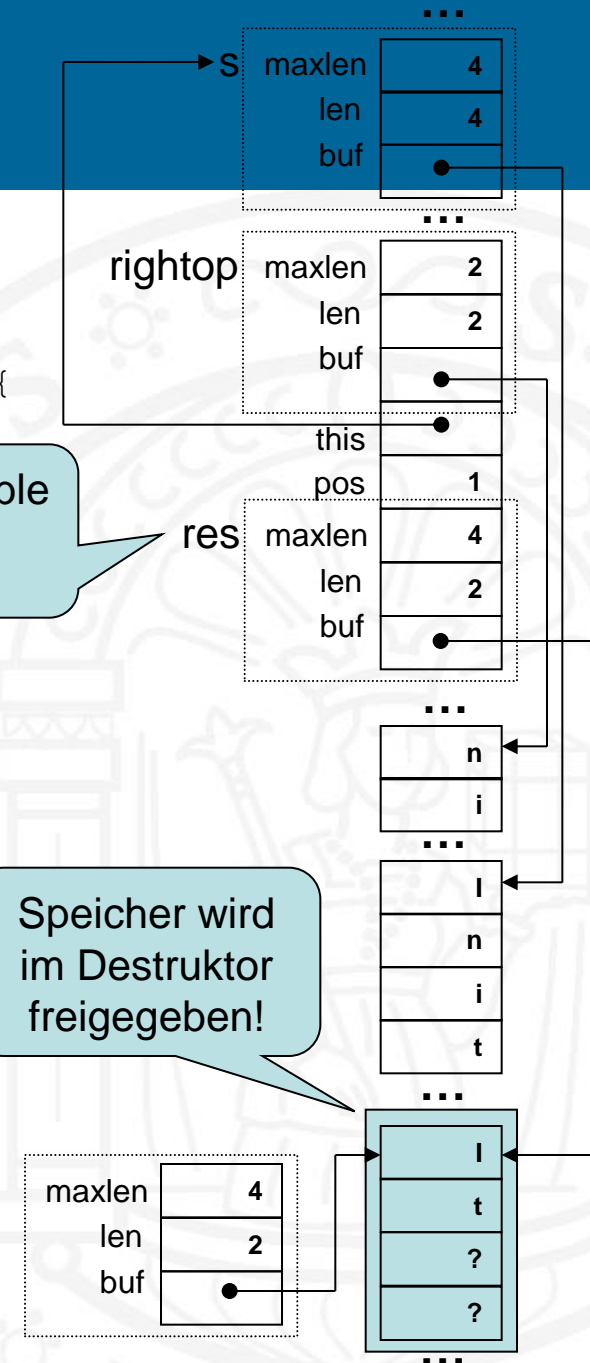 ...
s maxlen 4
len 4
buf
...
rightop maxlen 2
len 2
buf
{
this
pos 1
res maxlen 4
len 2
buf
...
n
i
...
I
n
i
t
...
Speicher wird
im Destruktor
freigegeben!
I
t
?
?
maxlen 4
len 2
buf
...